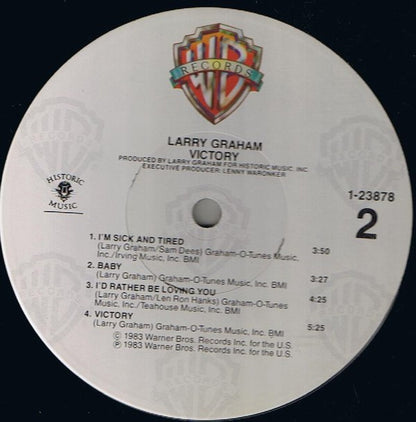 WB
RECORDS
LARRY GRAHAM
VICTORY
PRODUCED BY LARRY GRAHAM FOR HISTORIC MUSIC, INC
EXECUTIVE PRODUCER: LENNY WARONKER
HISTORIC
MUSIC
1-23878
2
1. I'M SICK AND TIRED 3:50
(Larry Graham/Sam Dees) Graham-O-Tunes Music,
Inc./Irving Music, Inc. BMI
2. BABY 3:27
(Larry Graham) Graham-O-Tunes Music, Inc. BMI
3. I'D RATHER BE LOVING YOU 4:25
(Larry Graham/Len Ron Hanks) Graham-O-Tunes
Music, Inc./Teahouse Music, Inc. BMI
4. VICTORY 5:25
(Larry Graham) Graham-O-Tunes Music, Inc. BMI
© 1983 Warner Bros. Records Inc. for the U.S.
℗ 1983 Warner Bros. Records Inc. for the U.S.